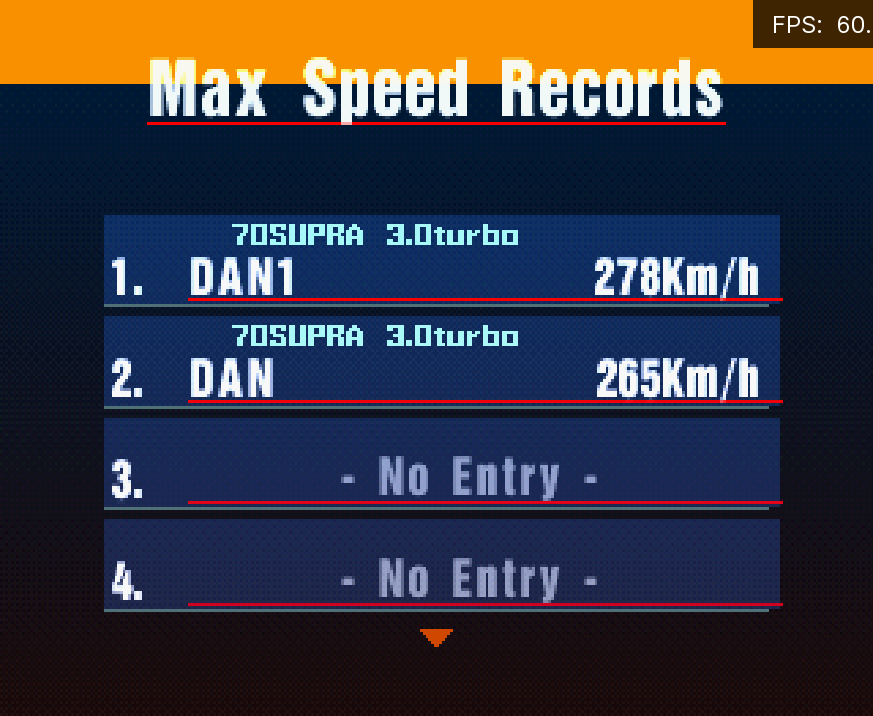 FPS: 60.
Max Speed Records
70SUPRA 3.0turbo
1. DAN1 278Km/h
70SUPRA 3.0turbo
2. DAN 265Km/h
3. - No Entry -
4. - No Entry -